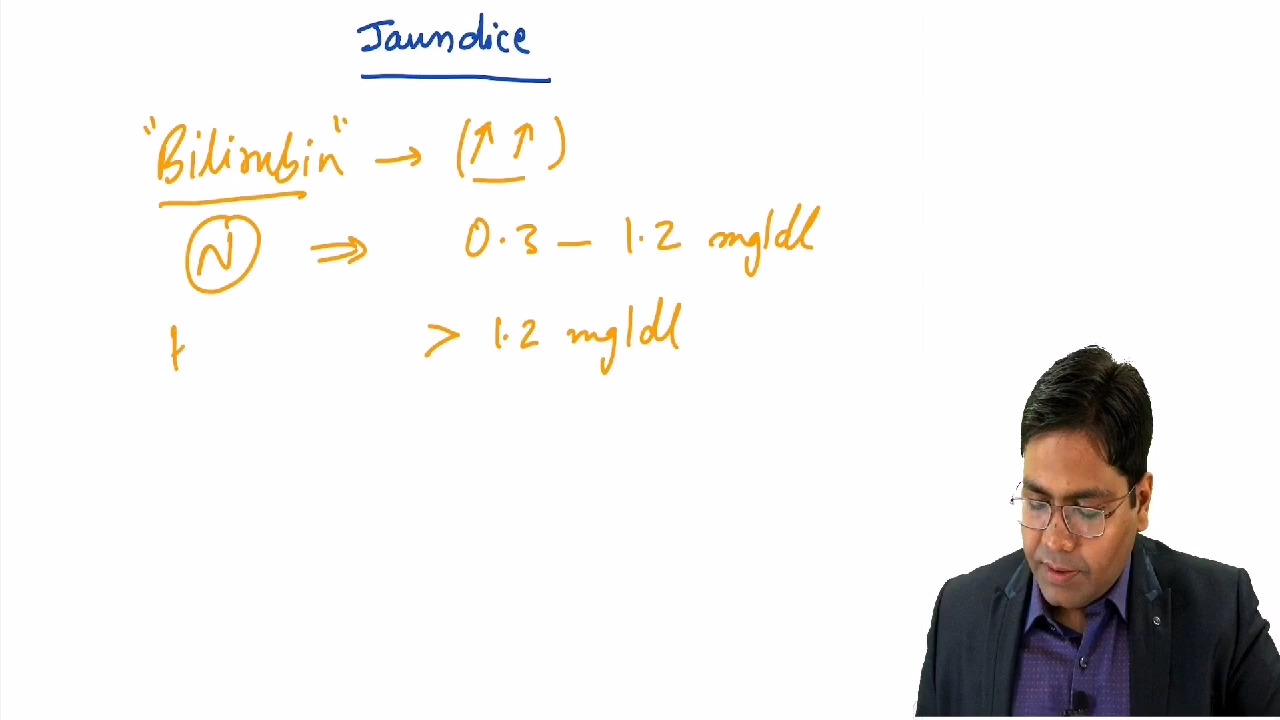 Jaundice
"Bilirubin" → (↑ ↑)
N ⇒ 0.3 – 1.2 mg/dl
> 1.2 mg/dl